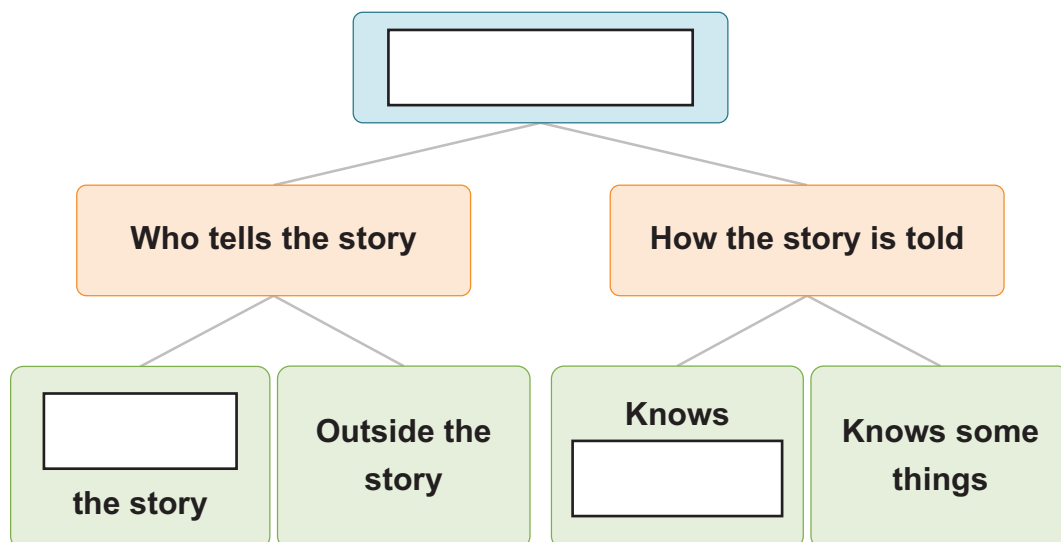 Who tells the story
How the story is told
the story
Outside the
story
Knows
Knows some
things